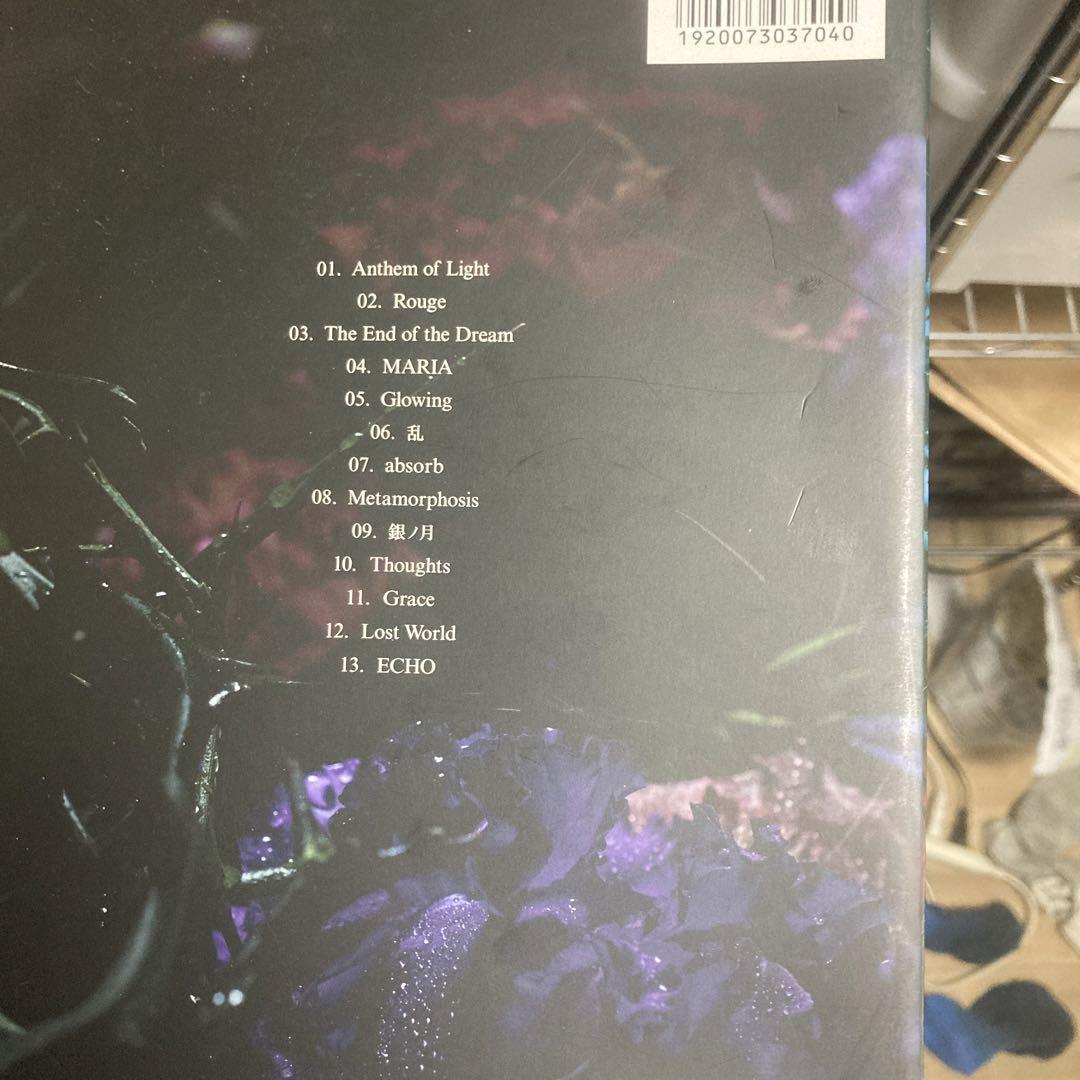 1920073037040
01. Anthem of Light
02. Rouge
03. The End of the Dream
04. MARIA
05. Glowing
06. 乱
07. absorb
08. Metamorphosis
09. 銀ノ月
10. Thoughts
11. Grace
12. Lost World
13. ECHO